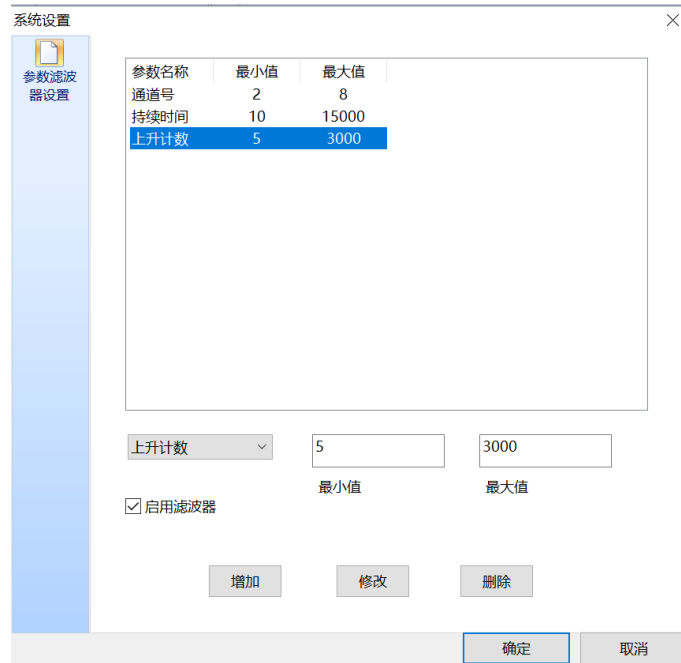 系统设置
参数滤波
器设置
参数名称 最小值 最大值
通道号 2 8
持续时间 10 15000
上升计数 5 3000
上升计数 5 3000
最小值 最大值
启用滤波器
增加 修改 删除
确定 取消